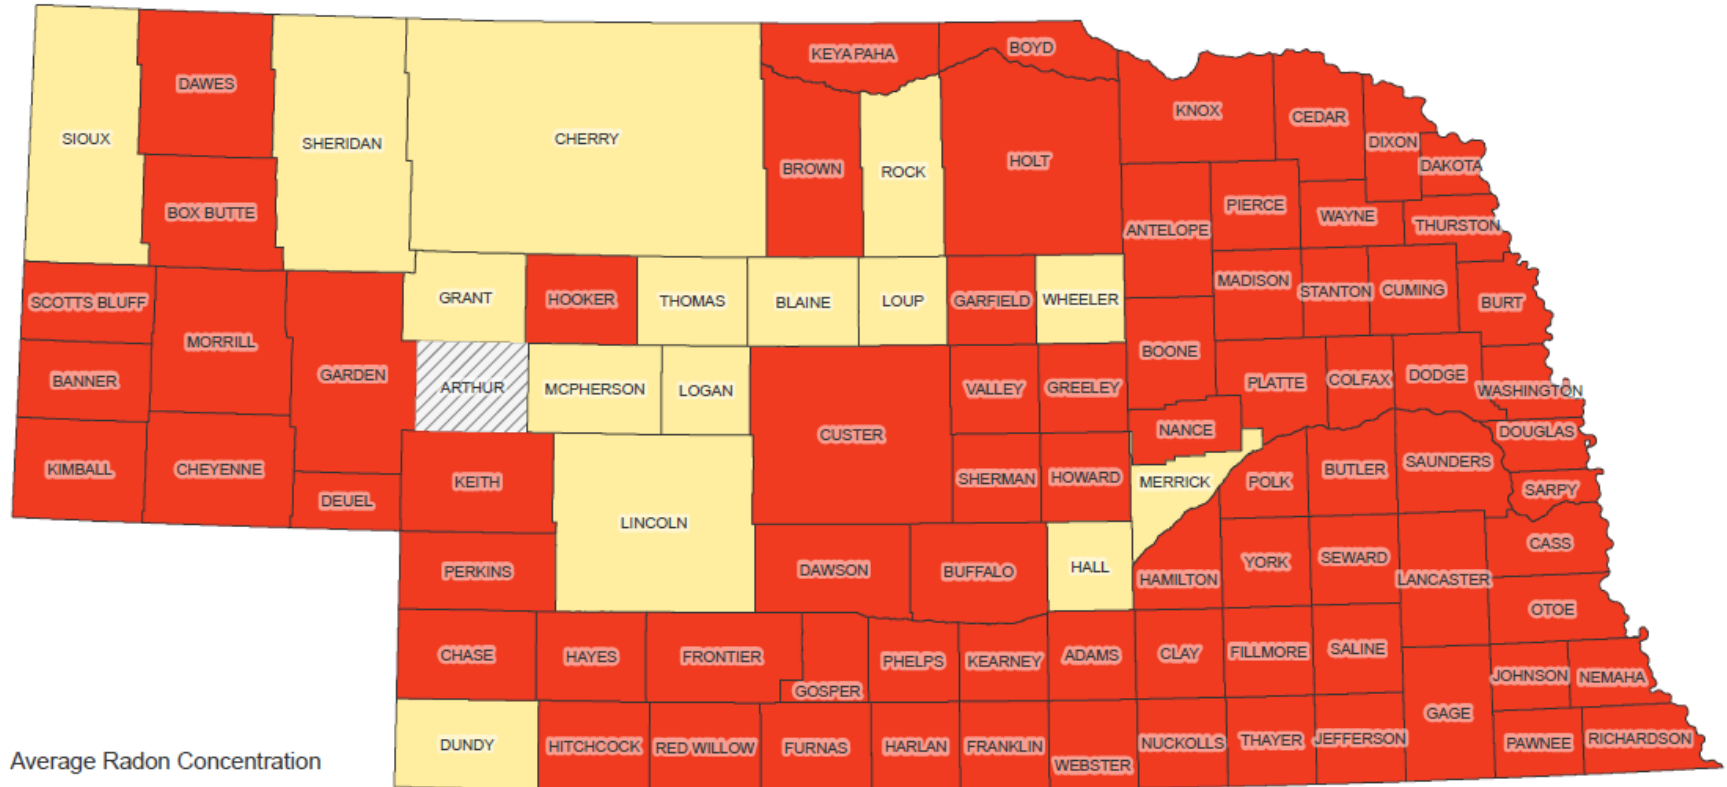 KEYA PAHA
BOYD
DAWES
KNOX
CEDAR
SIOUX
SHERIDAN
CHERRY
DIXON
HOLT
DAKOTA
BROWN
ROCK
BOX BUTTE
PIERCE
WAYNE
THURSTON
ANTELOPE
SCOTTS BLUFF
GRANT
HOOKER
THOMAS
BLAINE
LOUP
GARFIELD
WHEELER
MADISON
STANTON
CUMING
BURT
MORRILL
BOONE
BANNER
GARDEN
ARTHUR
MCPHERSON
LOGAN
VALLEY
GREELEY
PLATTE
COLFAX
DODGE
WASHINGTON
CUSTER
NANCE
DOUGLAS
KIMBALL
CHEYENNE
DEUEL
KEITH
SHERMAN
HOWARD
MERRICK
POLK
BUTLER
SAUNDERS
SARPY
LINCOLN
CASS
PERKINS
DAWSON
BUFFALO
HALL
HAMILTON
YORK
SEWARD
LANCASTER
OTOE
CHASE
HAYES
FRONTIER
GOSPER
PHELPS
KEARNEY
ADAMS
CLAY
FILLMORE
SALINE
JOHNSON
NEMAHA
GAGE
DUNDY
HITCHCOCK
RED WILLOW
FURNAS
HARLAN
FRANKLIN
WEBSTER
NUCKOLLS
THAYER
JEFFERSON
PAWNEE
RICHARDSON
Average Radon Concentration